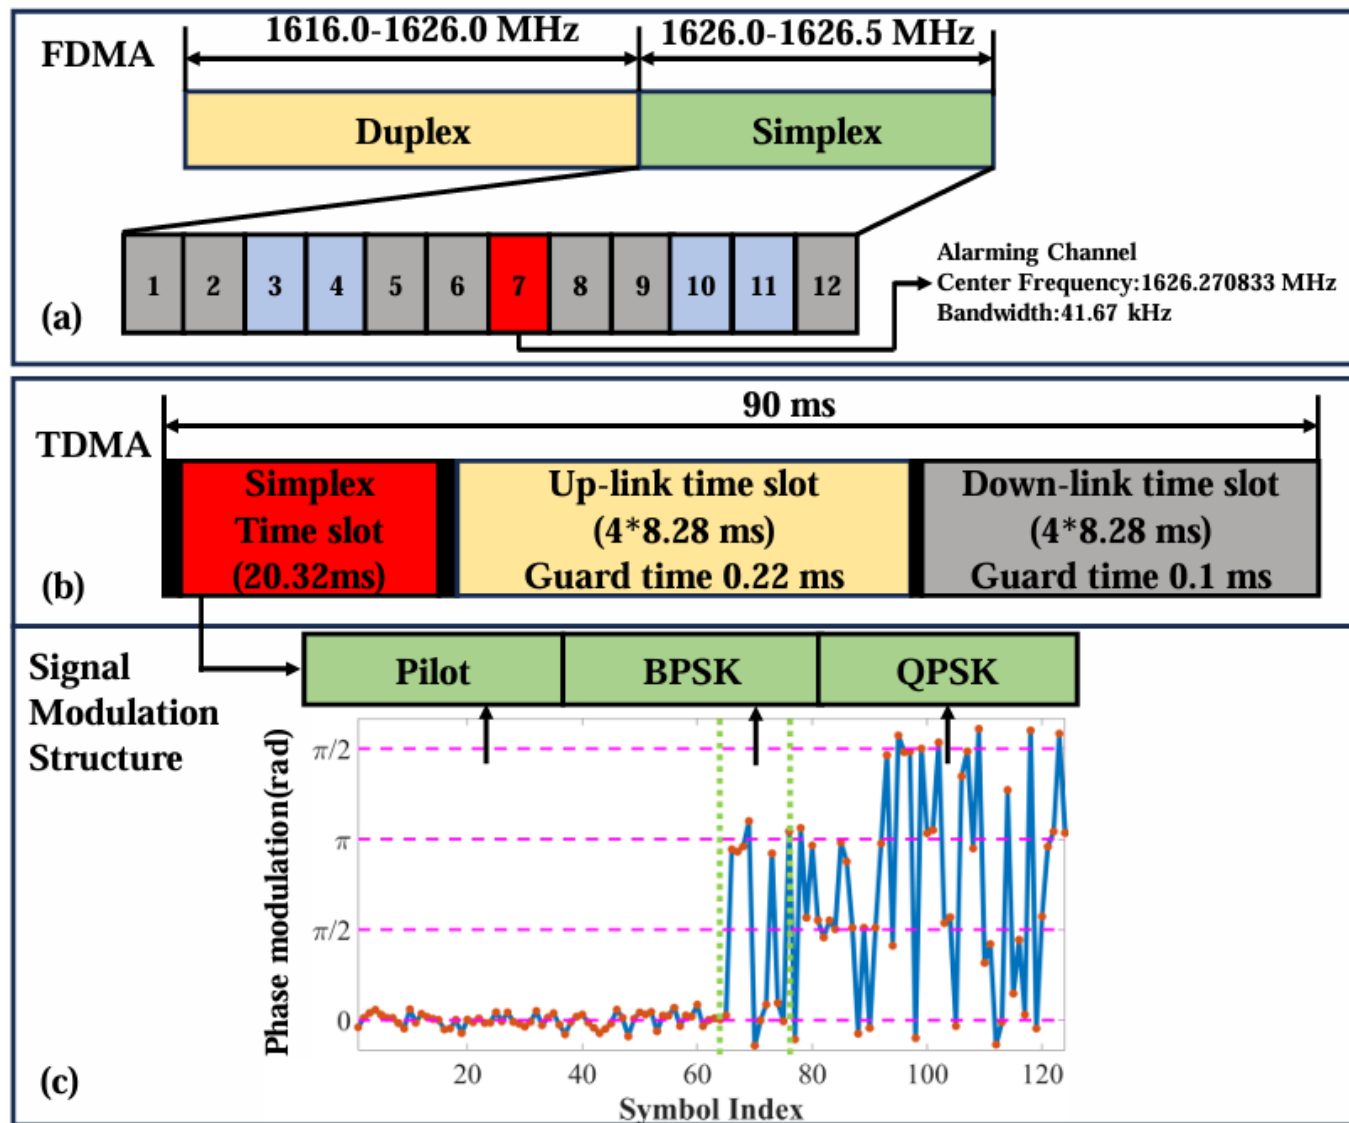 FDMA
1616.0-1626.0 MHz
1626.0-1626.5 MHz
Duplex
Simplex
1 2 3 4 5 6 7 8 9 10 11 12
Alarming Channel
Center Frequency:1626.270833 MHz
Bandwidth:41.67 kHz
(a)
TDMA
90 ms
Simplex
Time slot
(20.32ms)
Up-link time slot
(4*8.28 ms)
Guard time 0.22 ms
Down-link time slot
(4*8.28 ms)
Guard time 0.1 ms
(b)
Signal
Modulation
Structure
Pilot
BPSK
QPSK
Phase modulation(rad)
π/2
π
π/2
0
20 40 60 80 100 120
Symbol Index
(c)